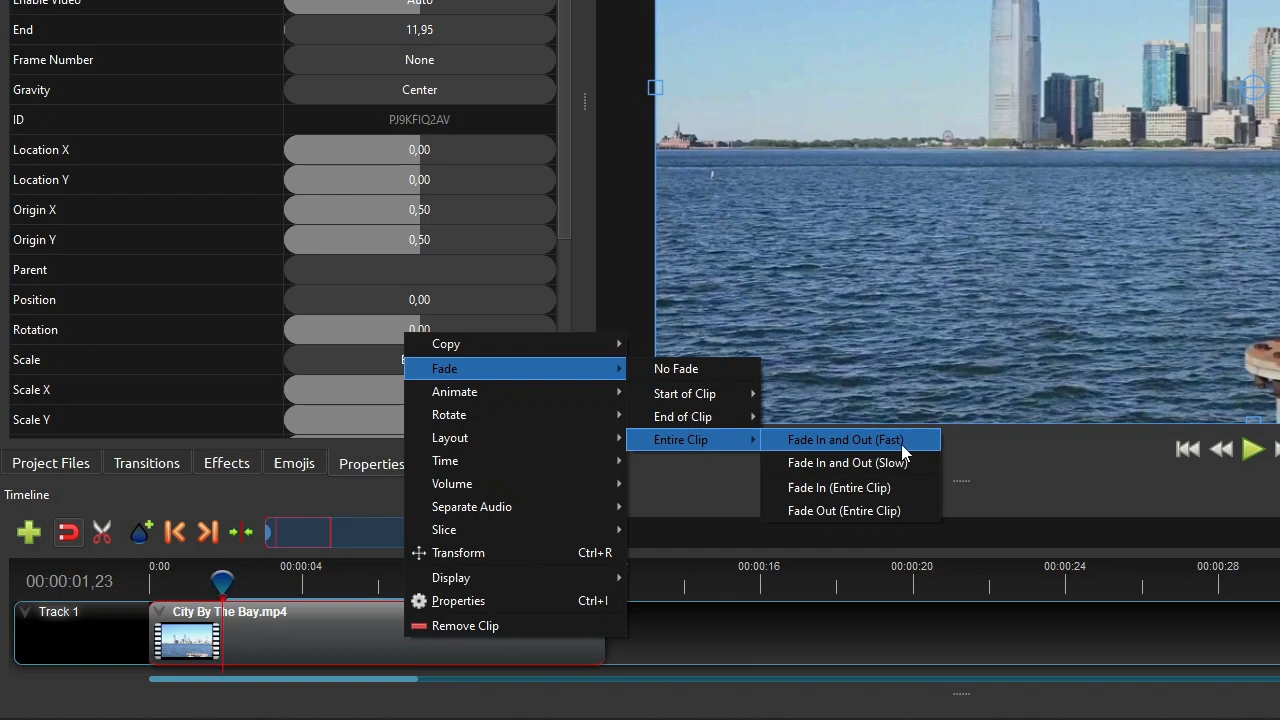 Enable Video Auto
End 11,95
Frame Number None
Gravity Center
ID PJ9KFIQ2AV
Location X 0,00
Location Y 0,00
Origin X 0,50
Origin Y 0,50
Parent
Position 0,00
Rotation 0,00
Scale
Scale X
Scale Y
Copy
Fade
Animate
Rotate
Layout
Time
Volume
Separate Audio
Slice
Transform Ctrl+R
Display
Properties Ctrl+I
Remove Clip
No Fade
Start of Clip
End of Clip
Entire Clip
Fade In and Out (Fast)
Fade In and Out (Slow)
Fade In (Entire Clip)
Fade Out (Entire Clip)
Project Files Transitions Effects Emojis Properties
Timeline
00:00:01,23
0:00 00:00:04 00:00:16 00:00:20 00:00:24 00:00:28
Track 1
City By The Bay.mp4